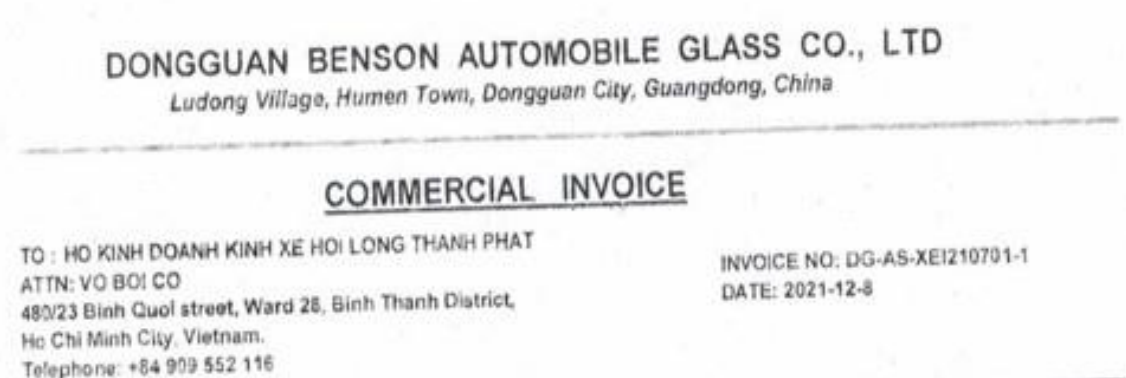 DONGGUAN BENSON AUTOMOBILE GLASS CO., LTD
Ludong Village, Humen Town, Dongguan City, Guangdong, China
COMMERCIAL INVOICE
TO : HO KINH DOANH KINH XE HOI LONG THANH PHAT
ATTN: VO BOI CO
480/23 Binh Quoi street, Ward 28, Binh Thanh District,
Ho Chi Minh City, Vietnam.
Telephone: +84 909 552 116
INVOICE NO: DG-AS-XEI210701-1
DATE: 2021-12-8